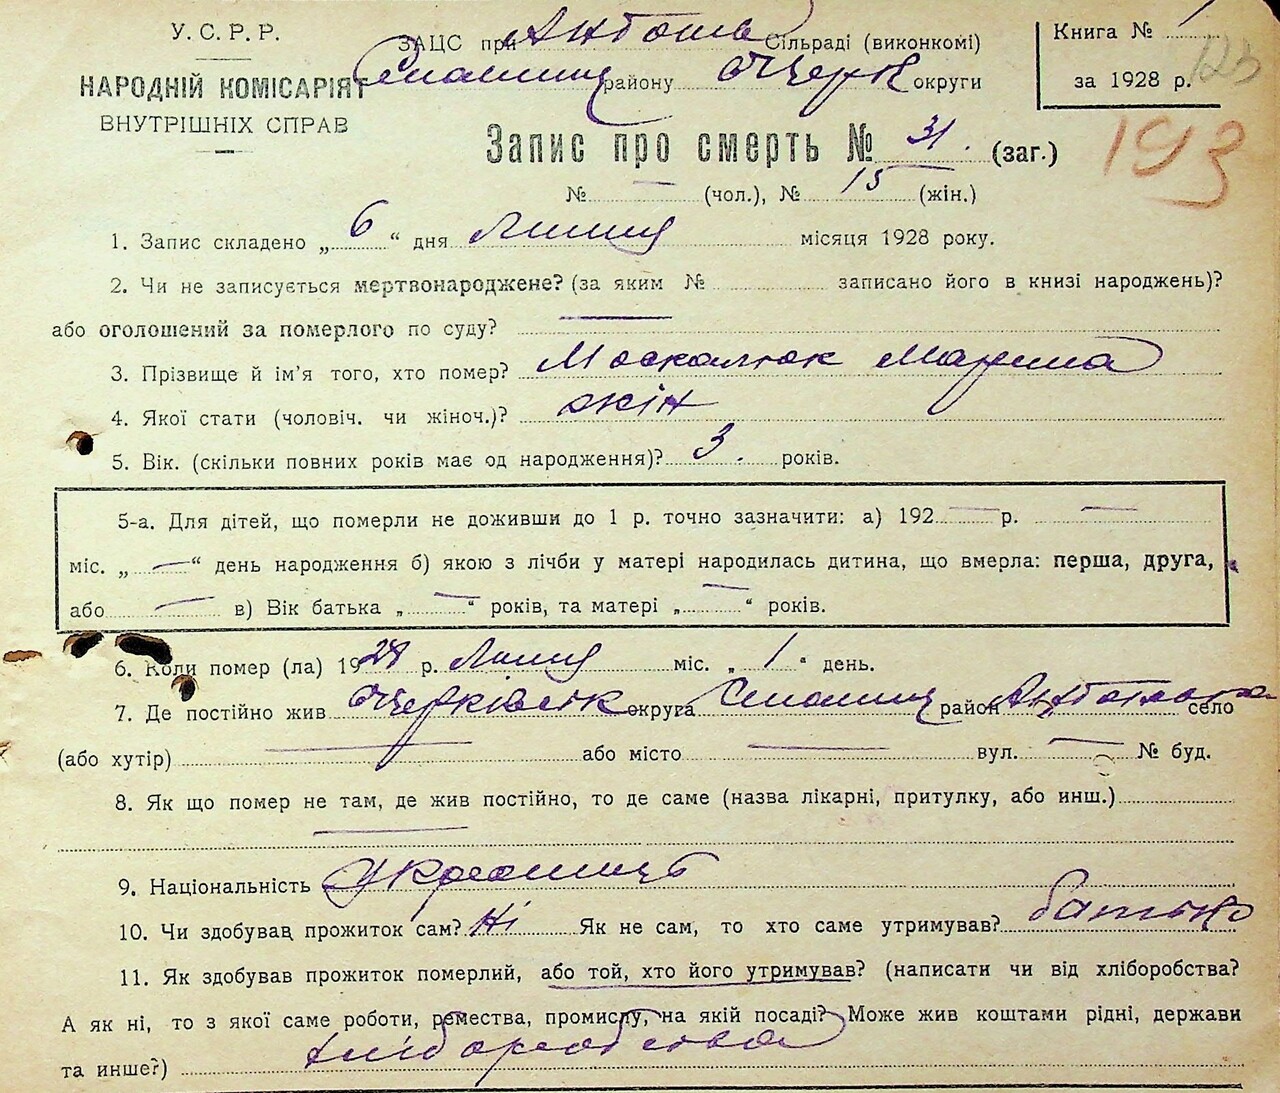 У. С. Р. Р.
НАРОДНІЙ КОМІСАРІЯТ
ВНУТРІШНІХ СПРАВ
ЗАЦС при Сільраді (виконкомі)
району округи
Книга №
за 1928 р.
123
193
Запис про смерть № 31. (заг.)
№ — (чол.), № 15 (жін.)
1. Запис складено „ 6 “ дня Липня місяця 1928 року.
2. Чи не записується мертвонароджене? (за яким № записано його в книзі народжень)?
або оголошений за померлого по суду? —
3. Прізвище й ім'я того, хто помер? Москалюк Марина
4. Якої стати (чоловіч. чи жіноч.)? жін
5. Вік. (скільки повних років має од народження)? 3. років.
5-а. Для дітей, що померли не доживши до 1 р. точно зазначити: а) 192 — р. —
міс. „ — “ день народження б) якою з лічби у матері народилась дитина, що вмерла: перша, друга,
або — в) Вік батька „ — “ років, та матері „ — “ років.
6. Коли помер (ла) 1928 р. Липня міс. „ 1 “ день.
7. Де постійно жив округа район село
(або хутір) — або місто — вул. — № буд.
8. Як що помер не там, де жив постійно, то де саме (назва лікарні, притулку, або инш.)
—
9. Національність
10. Чи здобував прожиток сам? Ні Як не сам, то хто саме утримував? батько
11. Як здобував прожиток померлий, або той, хто його утримував? (написати чи від хліборобства?
А як ні, то з якої саме роботи, ремества, промислу, на якій посаді? Може жив коштами рідні, держави
та инше?) хліборобства